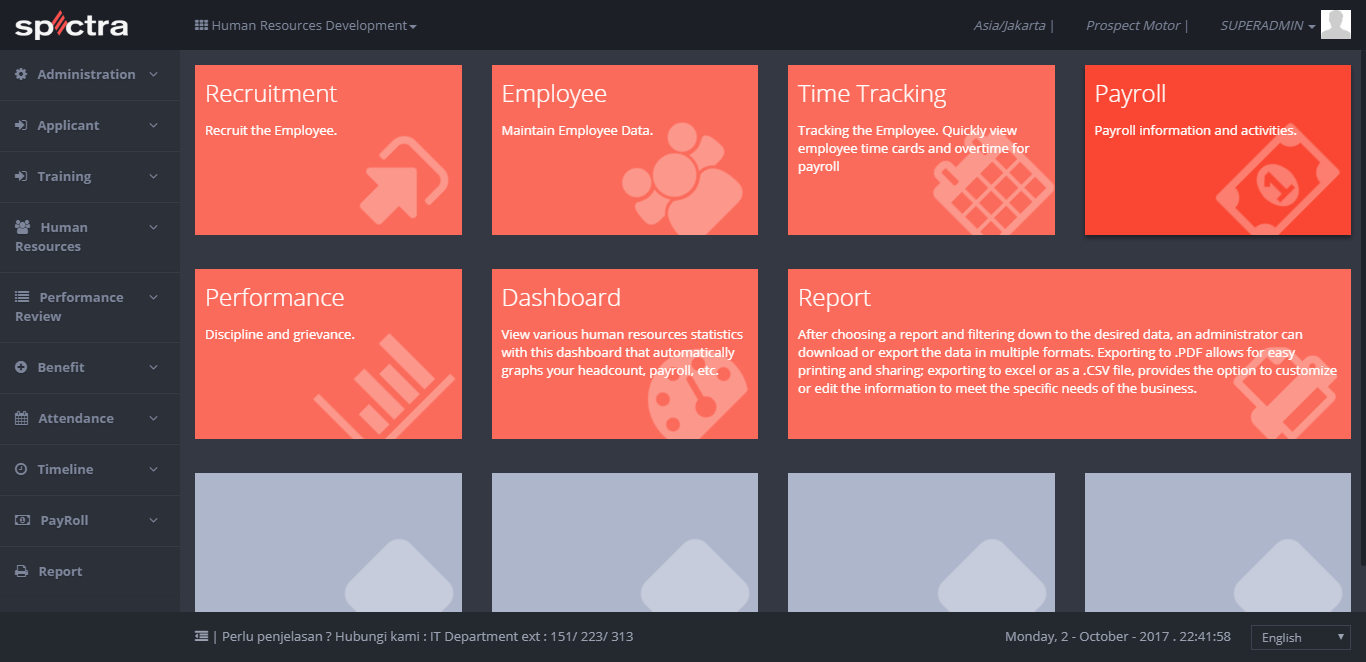 spectra
Human Resources Development
Asia/Jakarta |
Prospect Motor |
SUPERADMIN
Administration
Applicant
Training
Human
Resources
Performance
Review
Benefit
Attendance
Timeline
PayRoll
Report
Recruitment
Recruit the Employee.
Employee
Maintain Employee Data.
Time Tracking
Tracking the Employee. Quickly view
employee time cards and overtime for
payroll
Payroll
Payroll information and activities.
1
Performance
Discipline and grievance.
Dashboard
View various human resources statistics
with this dashboard that automatically
graphs your headcount, payroll, etc.
Report
After choosing a report and filtering down to the desired data, an administrator can
download or export the data in multiple formats. Exporting to .PDF allows for easy
printing and sharing; exporting to excel or as a .CSV file, provides the option to customize
or edit the information to meet the specific needs of the business.
| Perlu penjelasan ? Hubungi kami : IT Department ext : 151/ 223/ 313
Monday, 2 - October - 2017 . 22:41:58
English